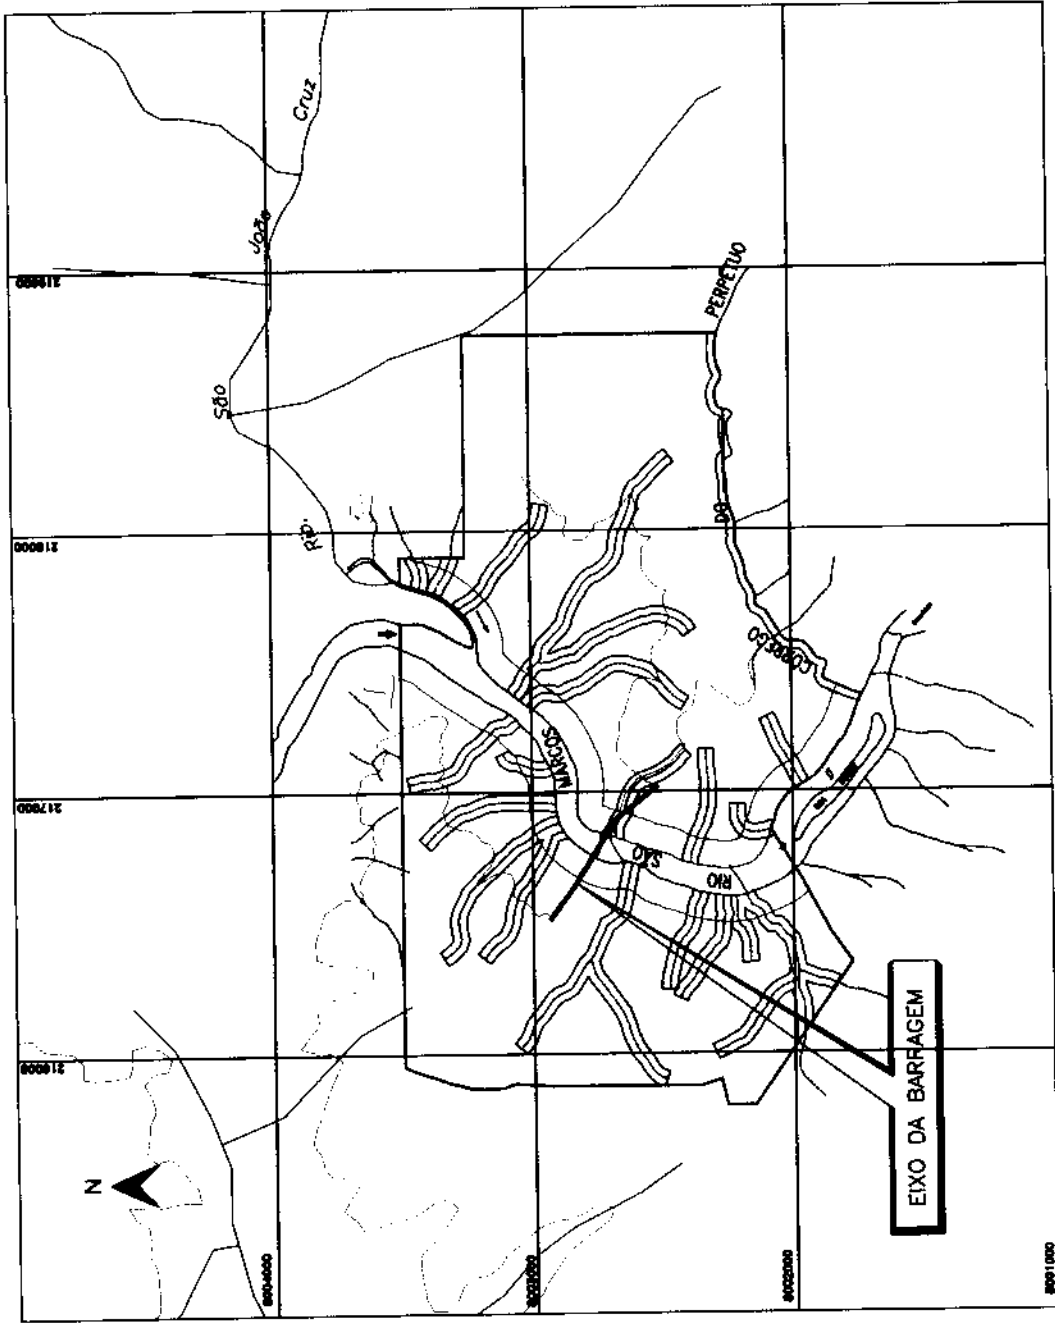 Rib.
São
João
Cruz
219000
218000
217000
216000
8004000
8003000
8002000
8001000
N
RIO
SÃO
MARCOS
CÓRREGO
DO
PERPÉTUO
EIXO DA BARRAGEM